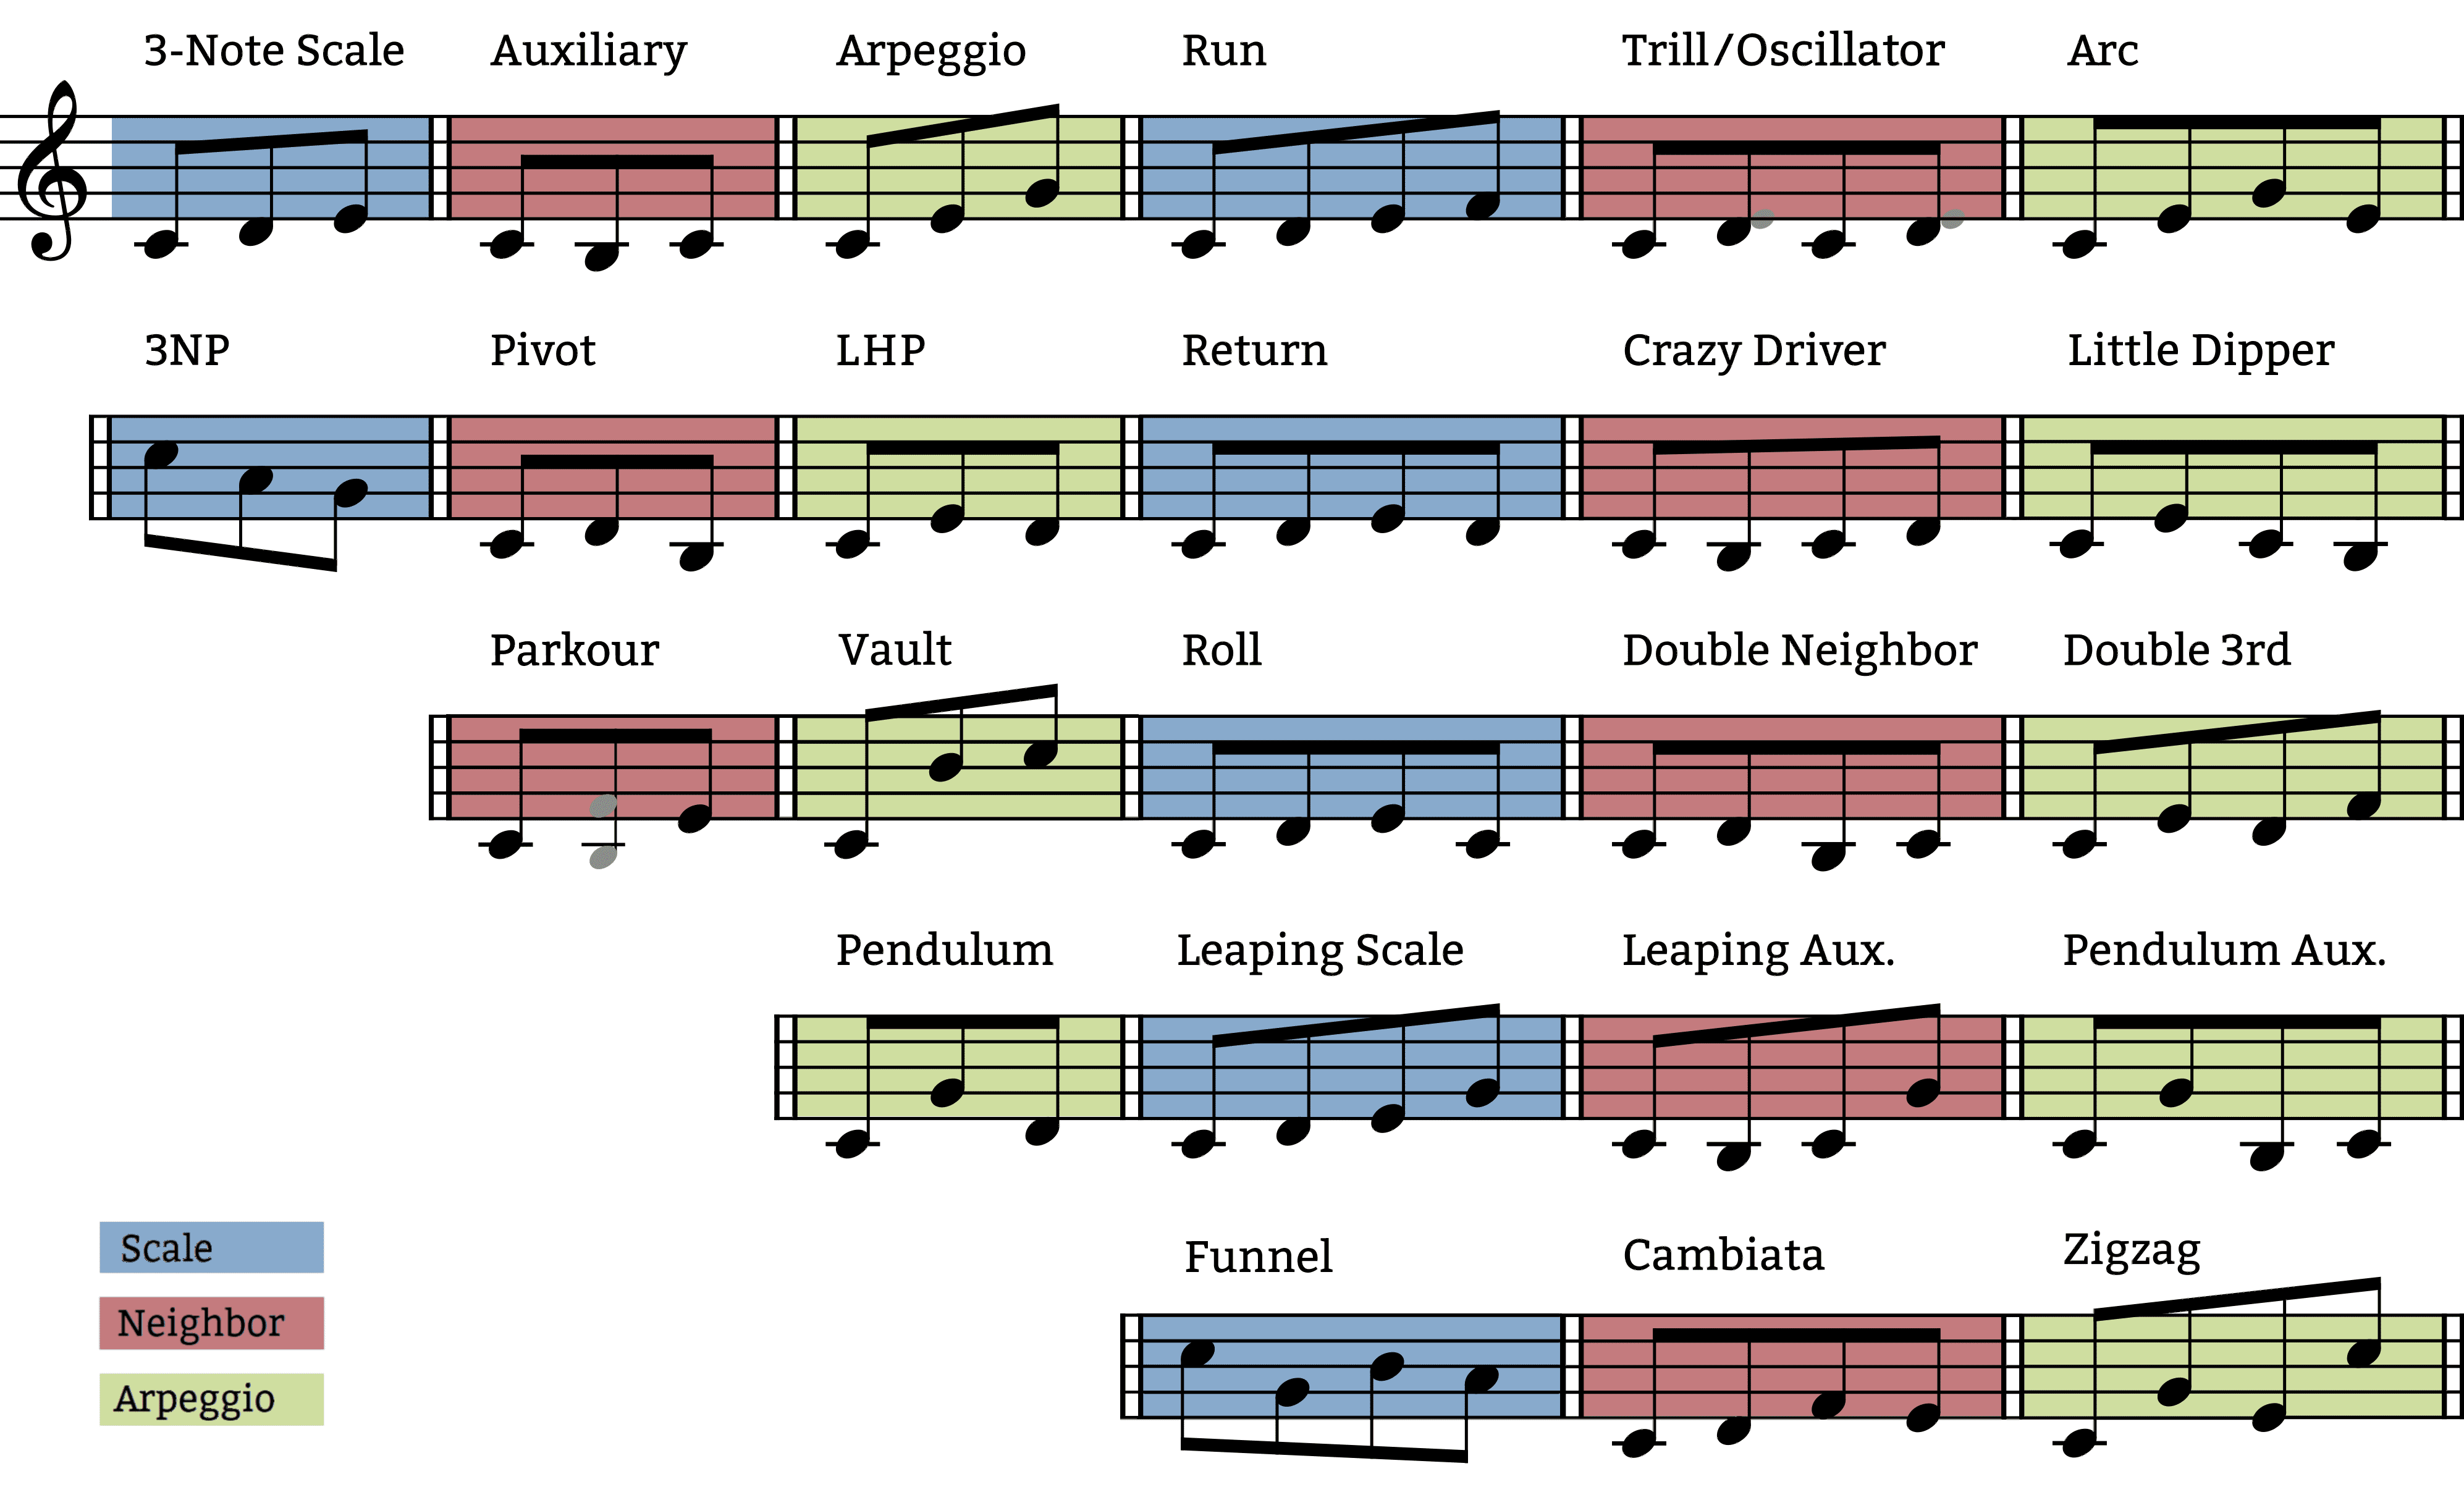 3-Note Scale Auxiliary Arpeggio Run Trill/Oscillator Arc
3NP Pivot LHP Return Crazy Driver Little Dipper
Parkour Vault Roll Double Neighbor Double 3rd
Pendulum Leaping Scale Leaping Aux. Pendulum Aux.
Funnel Cambiata Zigzag
Scale
Neighbor
Arpeggio